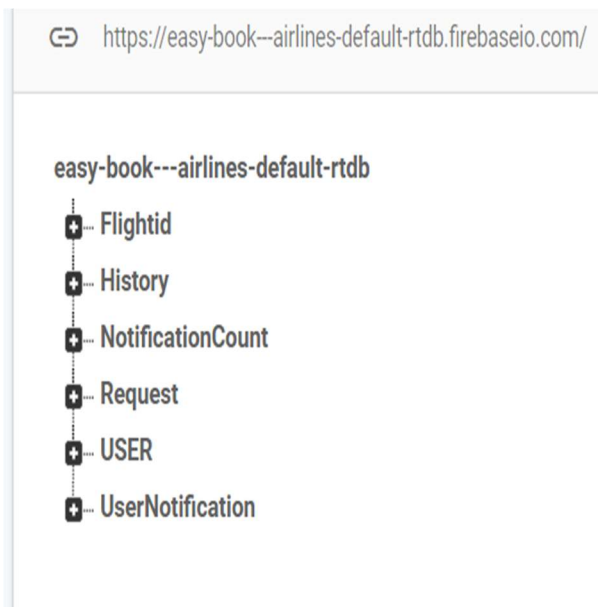 https://easy-book---airlines-default-rtdb.firebaseio.com/
easy-book---airlines-default-rtdb
Flightid
History
NotificationCount
Request
USER
UserNotification